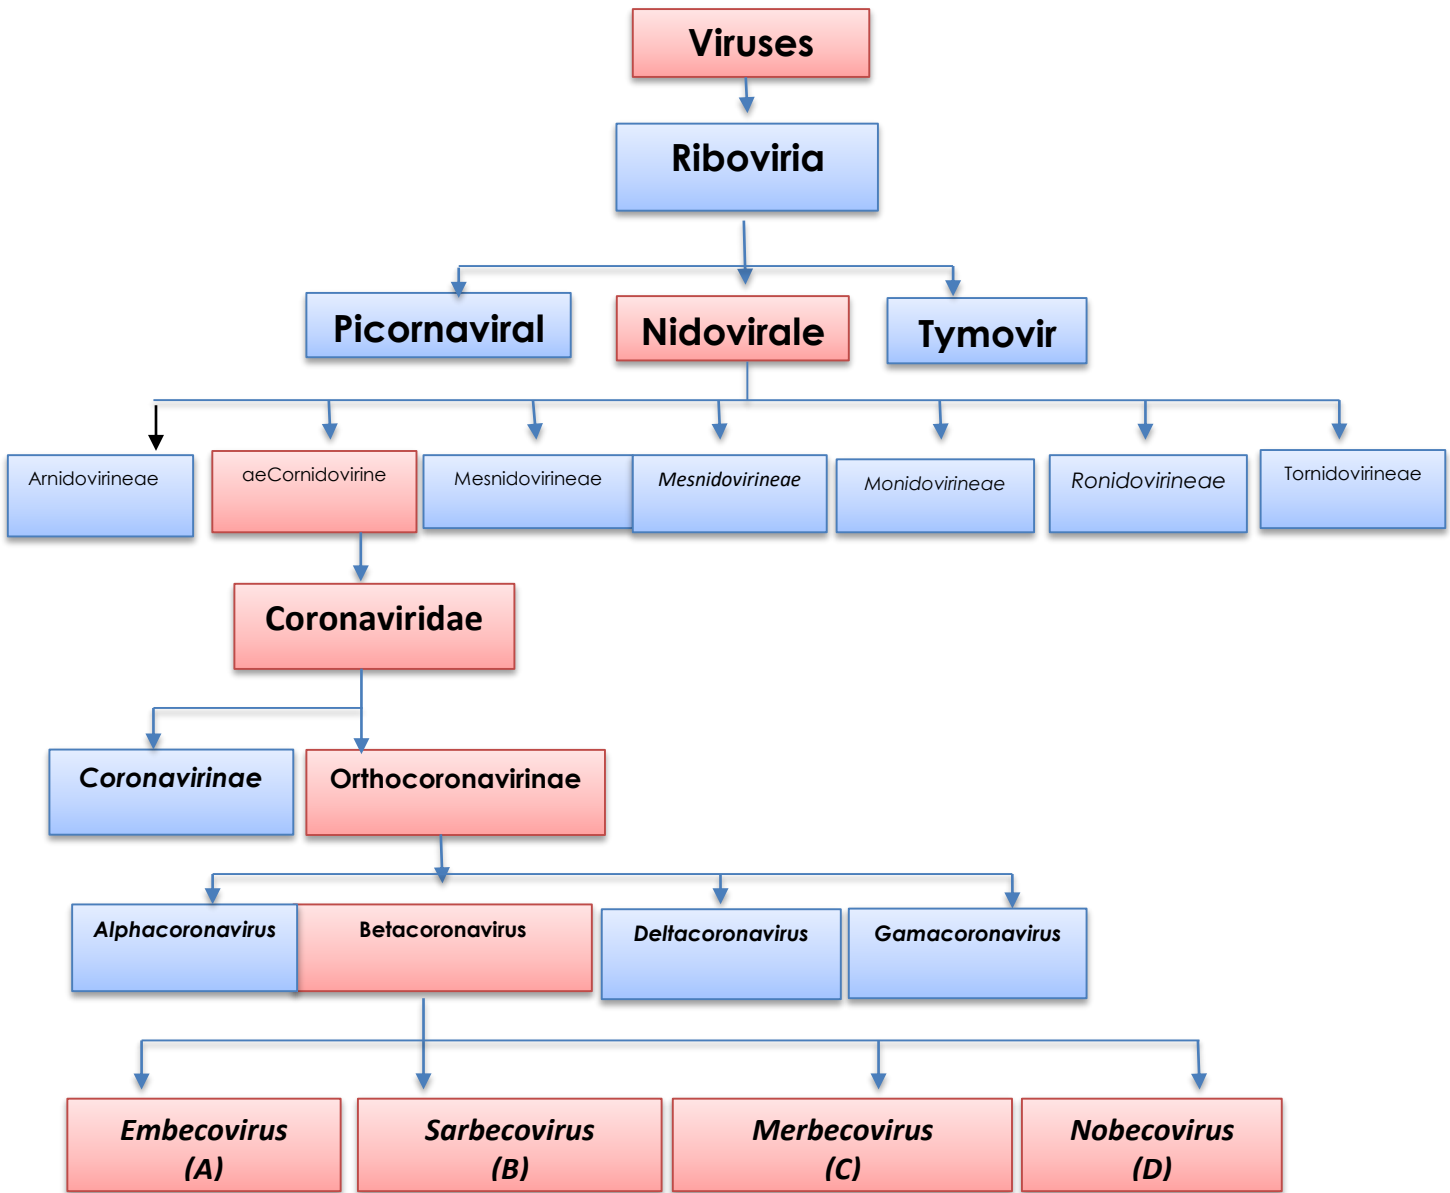 Viruses
Riboviria
Picornaviral
Nidovirale
Tymovir
Arnidovirineae
aeCornidovirine
Mesnidovirineae
Mesnidovirineae
Monidovirineae
Ronidovirineae
Tornidovirineae
Coronaviridae
Coronavirinae
Orthocoronavirinae
Alphacoronavirus
Betacoronavirus
Deltacoronavirus
Gamacoronavirus
Embecovirus
(A)
Sarbecovirus
(B)
Merbecovirus
(C)
Nobecovirus
(D)